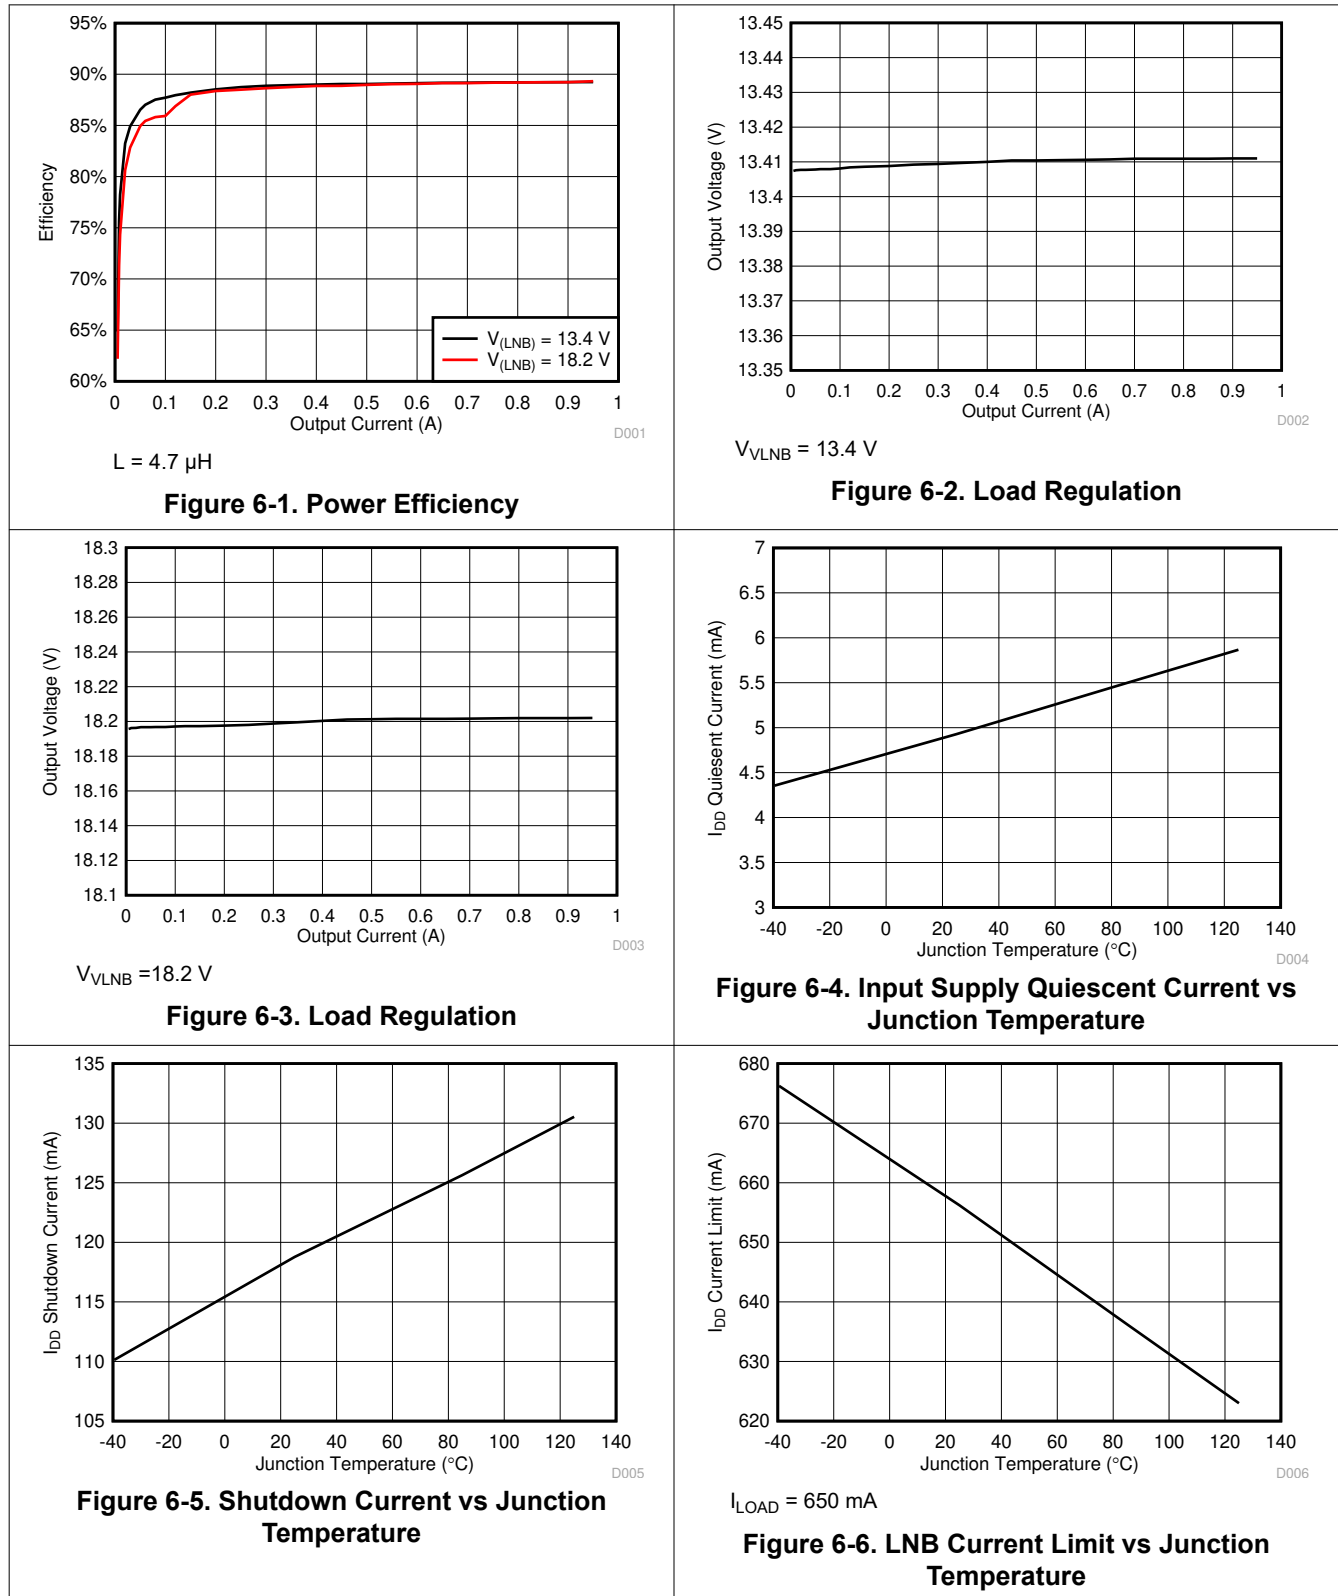 95%
90%
85%
80%
75%
70%
65%
60%
Efficiency
V(LNB) = 13.4 V
V(LNB) = 18.2 V
0 0.1 0.2 0.3 0.4 0.5 0.6 0.7 0.8 0.9 1
Output Current (A)
D001
L = 4.7 µH
Figure 6-1. Power Efficiency
13.45
13.44
13.43
13.42
13.41
13.4
13.39
13.38
13.37
13.36
13.35
Output Voltage (V)
0 0.1 0.2 0.3 0.4 0.5 0.6 0.7 0.8 0.9 1
Output Current (A)
D002
VVLNB = 13.4 V
Figure 6-2. Load Regulation
18.3
18.28
18.26
18.24
18.22
18.2
18.18
18.16
18.14
18.12
18.1
Output Voltage (V)
0 0.1 0.2 0.3 0.4 0.5 0.6 0.7 0.8 0.9 1
Output Current (A)
D003
VVLNB =18.2 V
Figure 6-3. Load Regulation
7
6.5
6
5.5
5
4.5
4
3.5
3
IDD Quiesent Current (mA)
-40 -20 0 20 40 60 80 100 120 140
Junction Temperature (°C)
D004
Figure 6-4. Input Supply Quiescent Current vs
Junction Temperature
135
130
125
120
115
110
105
IDD Shutdown Current (mA)
-40 -20 0 20 40 60 80 100 120 140
Junction Temperature (°C)
D005
Figure 6-5. Shutdown Current vs Junction
Temperature
680
670
660
650
640
630
620
IDD Current Limit (mA)
-40 -20 0 20 40 60 80 100 120 140
Junction Temperature (°C)
D006
ILOAD = 650 mA
Figure 6-6. LNB Current Limit vs Junction
Temperature